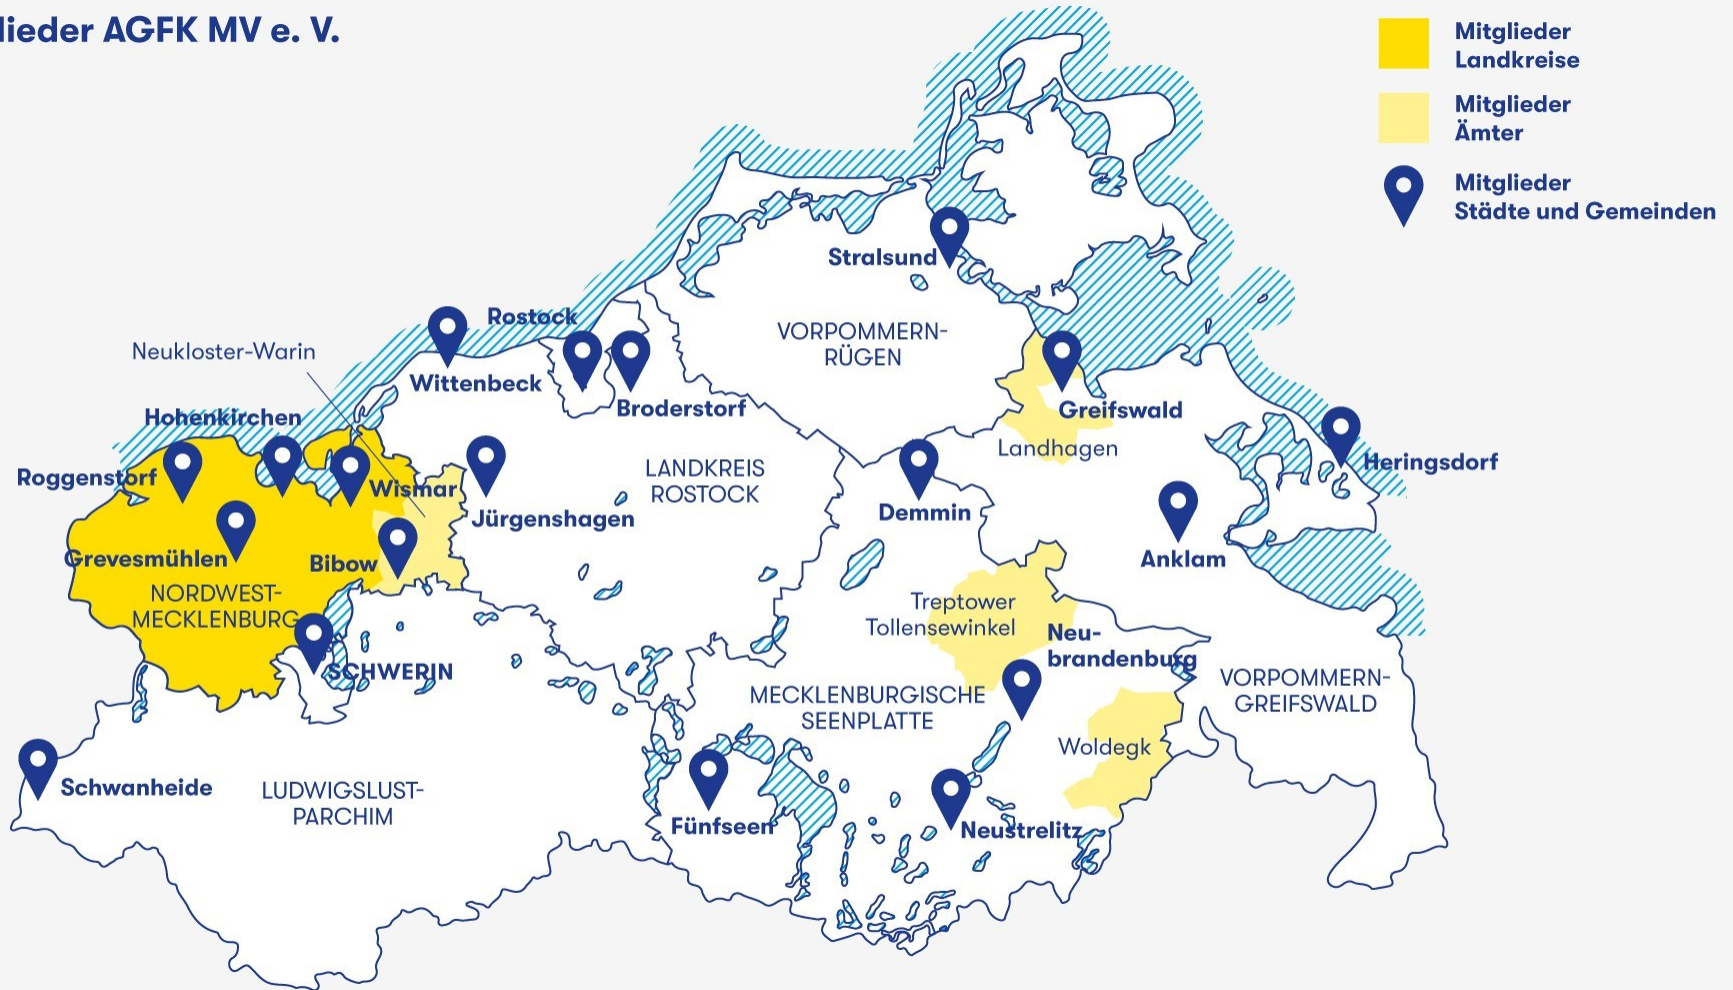 lieder AGFK MV e. V.
Mitglieder
Landkreise
Mitglieder
Ämter
Mitglieder
Städte und Gemeinden
Stralsund
Rostock
VORPOMMERN-
RÜGEN
Neukloster-Warin
Wittenbeck
Broderstorf
Greifswald
Hohenkirchen
Landhagen
Roggenstorf
Wismar
LANDKREIS
ROSTOCK
Heringsdorf
Jürgenshagen
Demmin
Grevesmühlen
Bibow
Anklam
NORDWEST-
MECKLENBURG
Treptower
Tollensewinkel
Neu-
brandenburg
SCHWERIN
MECKLENBURGISCHE
SEENPLATTE
VORPOMMERN-
GREIFSWALD
Woldegk
Schwanheide
LUDWIGSLUST-
PARCHIM
Fünfseen
Neustrelitz